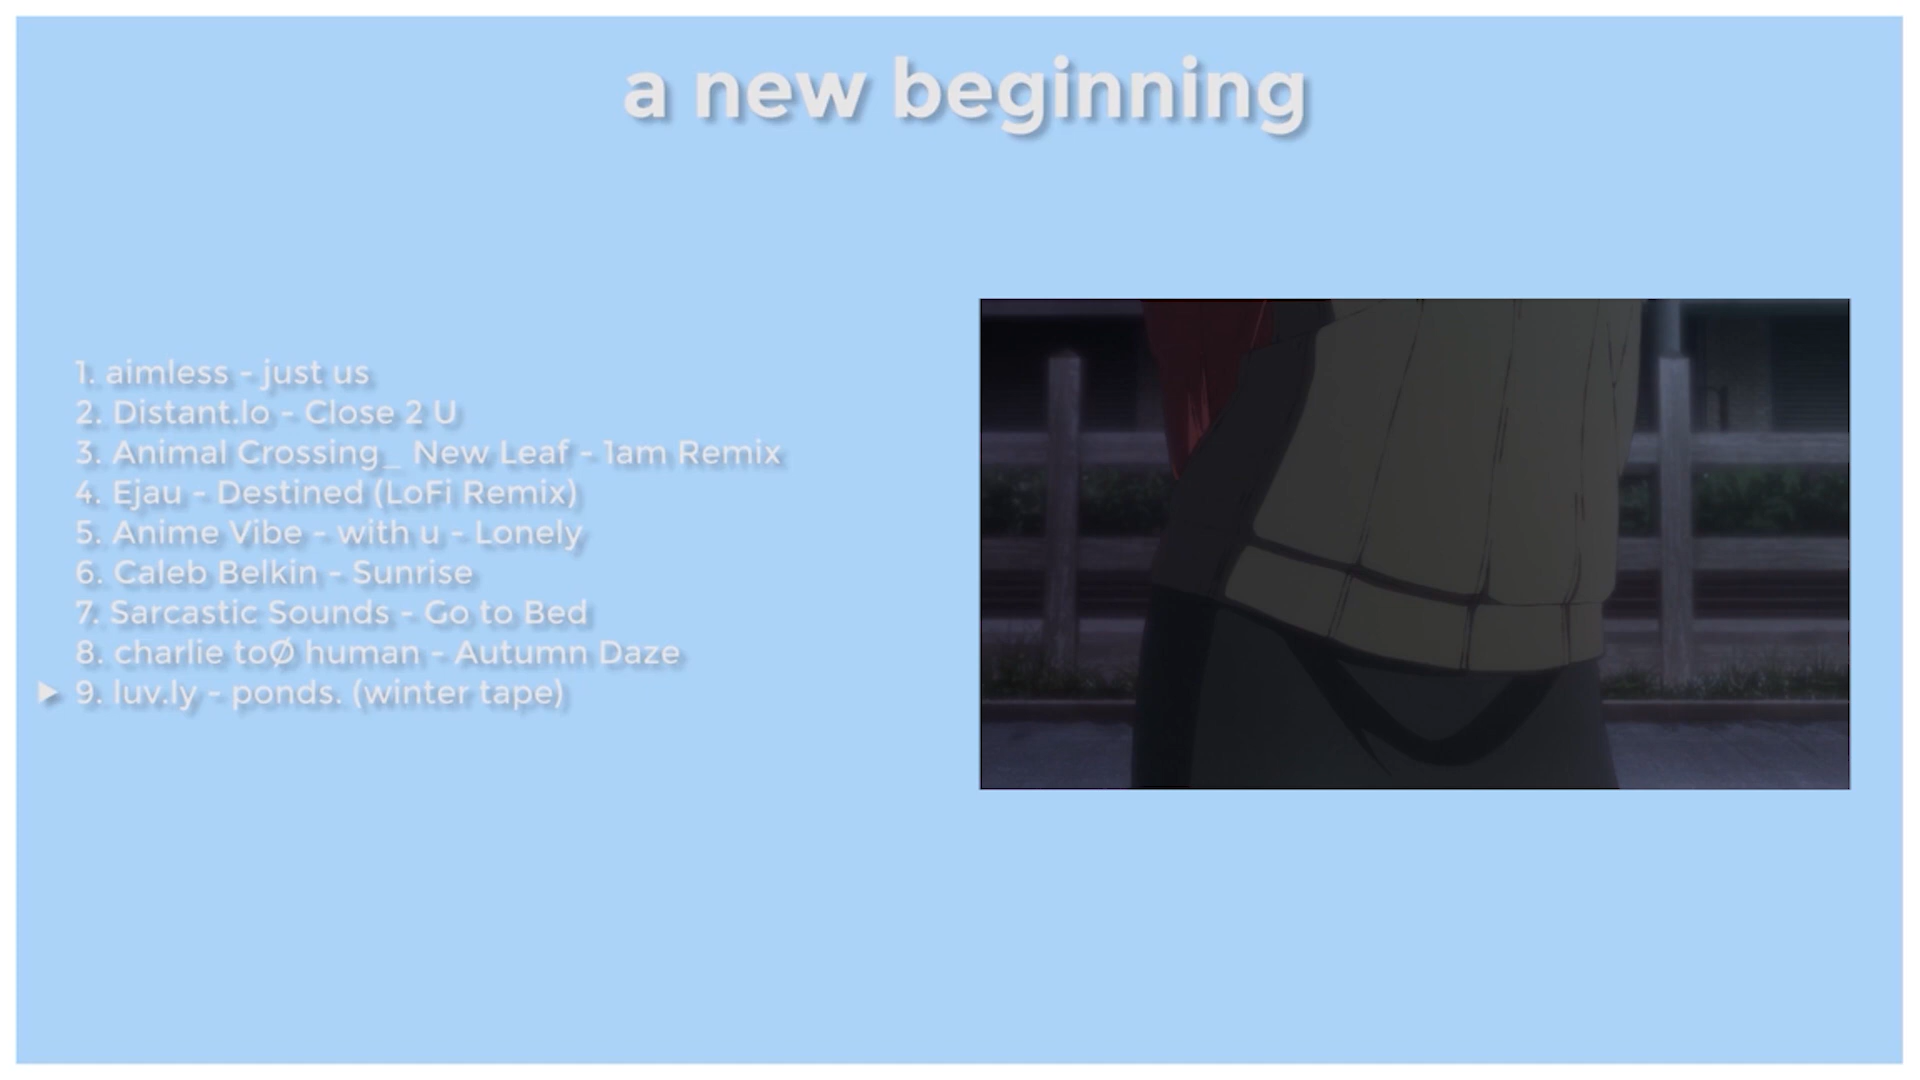 a new beginning
1. aimless - just us
2. Distant.lo - Close 2 U
3. Animal Crossing_ New Leaf - 1am Remix
4. Ejau - Destined (LoFi Remix)
5. Anime Vibe - with u - Lonely
6. Caleb Belkin - Sunrise
7. Sarcastic Sounds - Go to Bed
8. charlie toØ human - Autumn Daze
9. luv.ly - ponds. (winter tape)